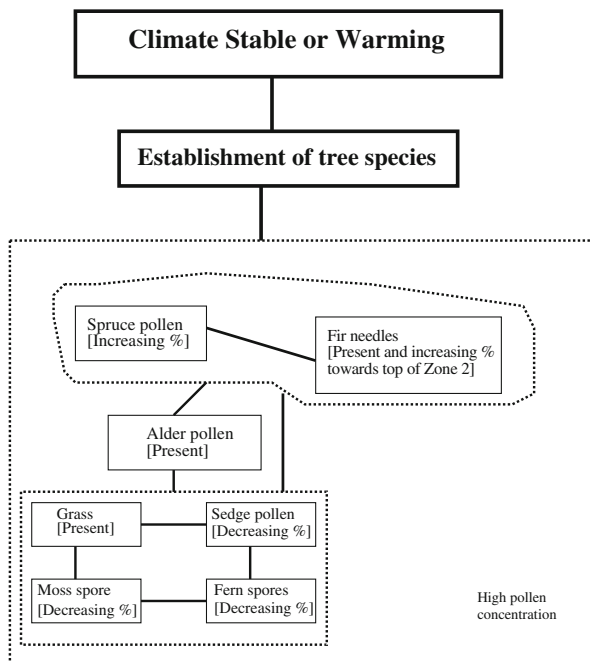 Climate Stable or Warming
Establishment of tree species
Spruce pollen
[Increasing %]
Fir needles
[Present and increasing %
towards top of Zone 2]
Alder pollen
[Present]
Grass
[Present]
Sedge pollen
[Decreasing %]
Moss spore
[Decreasing %]
Fern spores
[Decreasing %]
High pollen
concentration